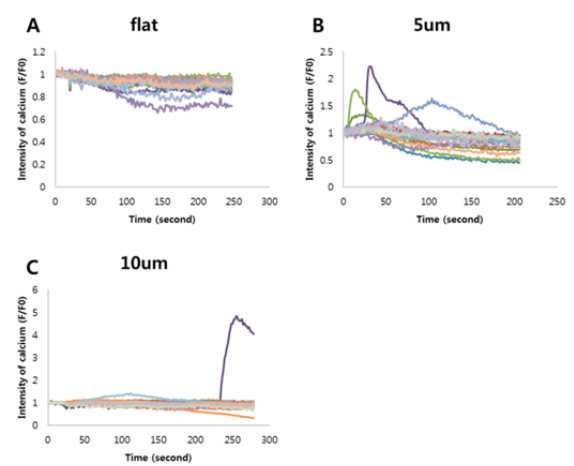 A flat
Intensity of calcium (F/F0)
1.2
1
0.8
0.6
0.4
0.2
0
0 50 100 150 200 250 300
Time (second)
B 5um
Intensity of calcium (F/F0)
2.5
2
1.5
1
0.5
0
0 50 100 150 200 250
Time (second)
C 10um
Intensity of calcium (F/F0)
6
5
4
3
2
1
0
0 50 100 150 200 250 300
Time (second)